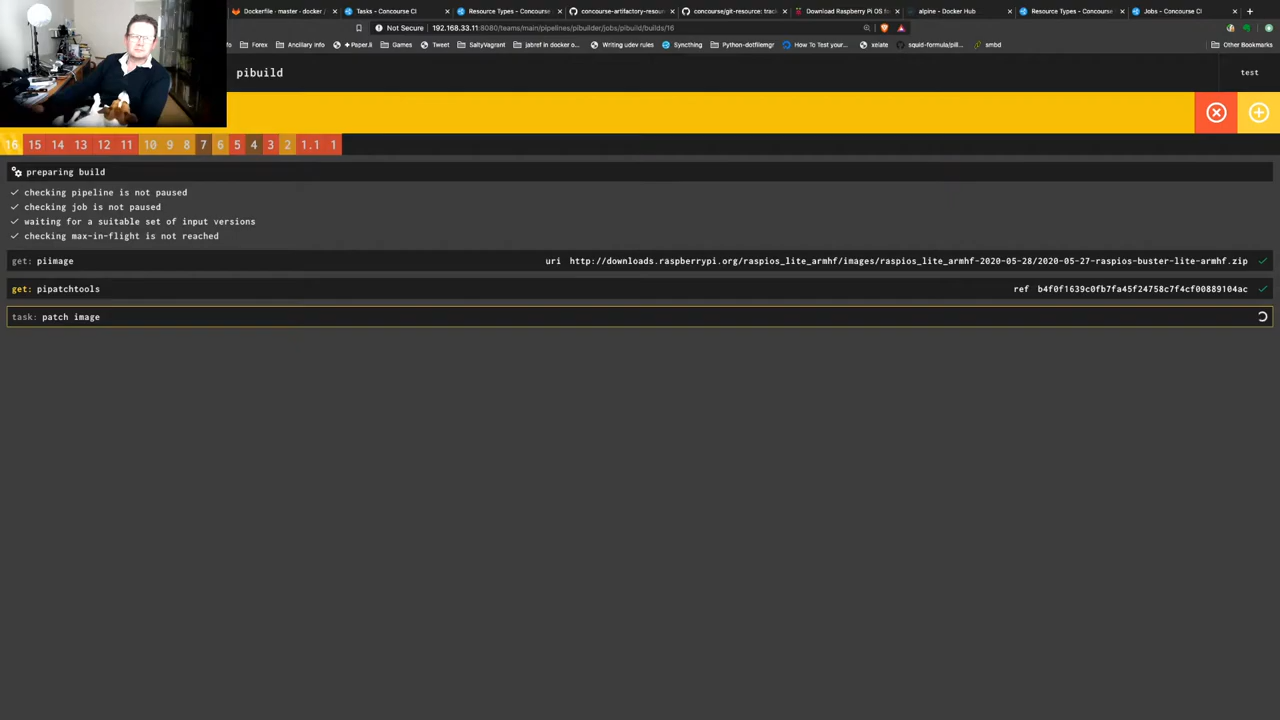 Dockerfile · master · docker /
Tasks - Concourse CI
Resource Types - Concourse
concourse-artifactory-resou
concourse/git-resource: track
Download Raspberry Pi OS fo
alpine - Docker Hub
Resource Types - Concourse
Jobs - Concourse CI
Not Secure 192.168.33.11:8080/teams/main/pipelines/pibuilder/jobs/pibuild/builds/16
Forex
Ancillary info
+ Paper.li
Games
Tweet
SaltyVagrant
jabref in docker o...
Writing udev rules
Syncthing
Python-dotfilemgr
How To Test your...
squid-formula/pill...
smbd
Other Bookmarks
pibuild
test
16 15 14 13 12 11 10 9 8 7 6 5 4 3 2 1.1 1
preparing build
checking pipeline is not paused
checking job is not paused
waiting for a suitable set of input versions
checking max-in-flight is not reached
get: piimage uri http://downloads.raspberrypi.org/raspios_lite_armhf/images/raspios_lite_armhf-2020-05-28/2020-05-27-raspios-buster-lite-armhf.zip
get: pipatchtools ref b4f0f1639c0fb7fa45f24758c7f4cf00889104ac
task: patch image